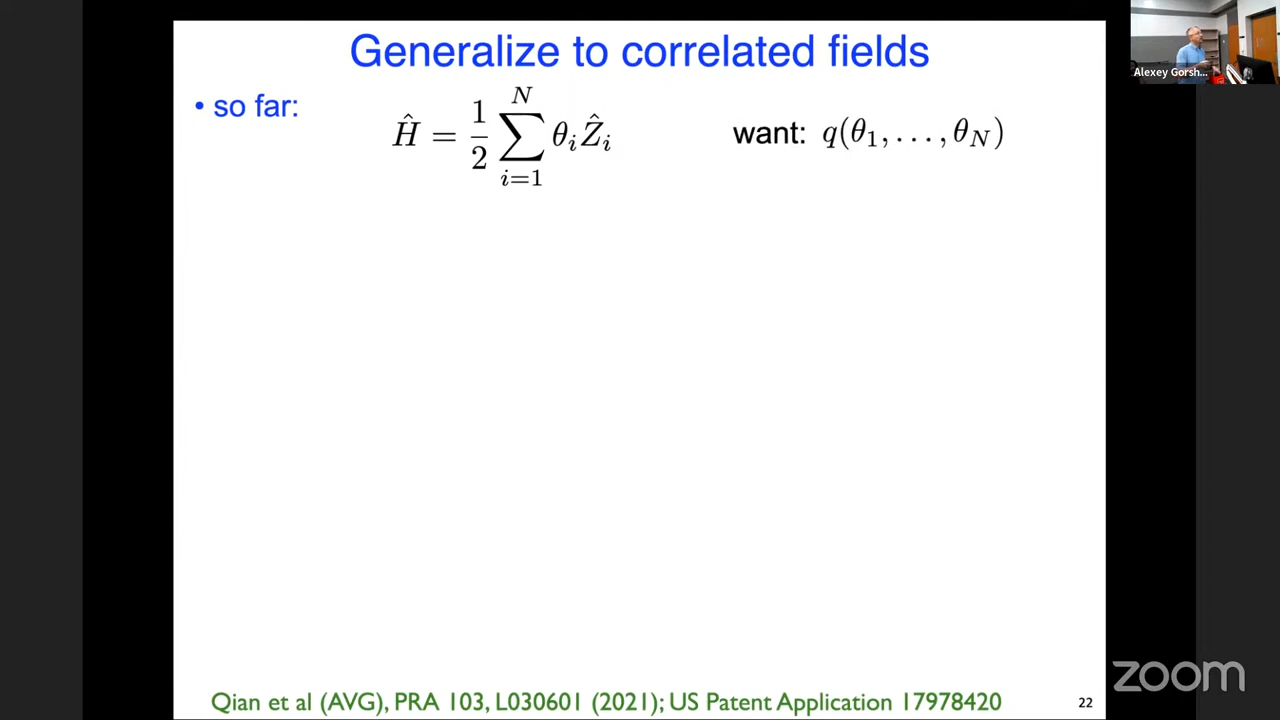 Generalize to correlated fields
• so far:
Ĥ = 1/2 ∑_{i=1}^{N} θ_i Ẑ_i
want: q(θ_1, . . . , θ_N)
Qian et al (AVG), PRA 103, L030601 (2021); US Patent Application 17978420
22
Alexey Gorsh...
zoom